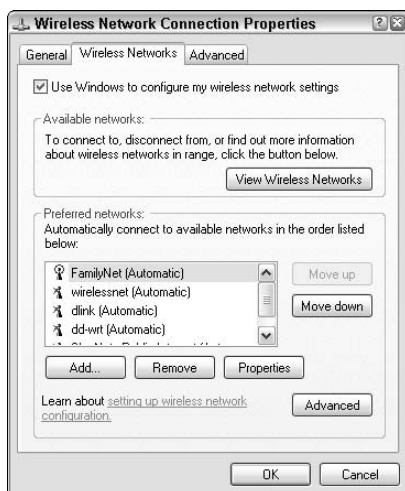 Wireless Network Connection Properties
General
Wireless Networks
Advanced
Use Windows to configure my wireless network settings
Available networks:
To connect to, disconnect from, or find out more information
about wireless networks in range, click the button below.
View Wireless Networks
Preferred networks:
Automatically connect to available networks in the order listed
below:
FamilyNet (Automatic)
wirelessnet (Automatic)
dlink (Automatic)
dd-wrt (Automatic)
Move up
Move down
Add...
Remove
Properties
Learn about setting up wireless network
configuration.
Advanced
OK
Cancel